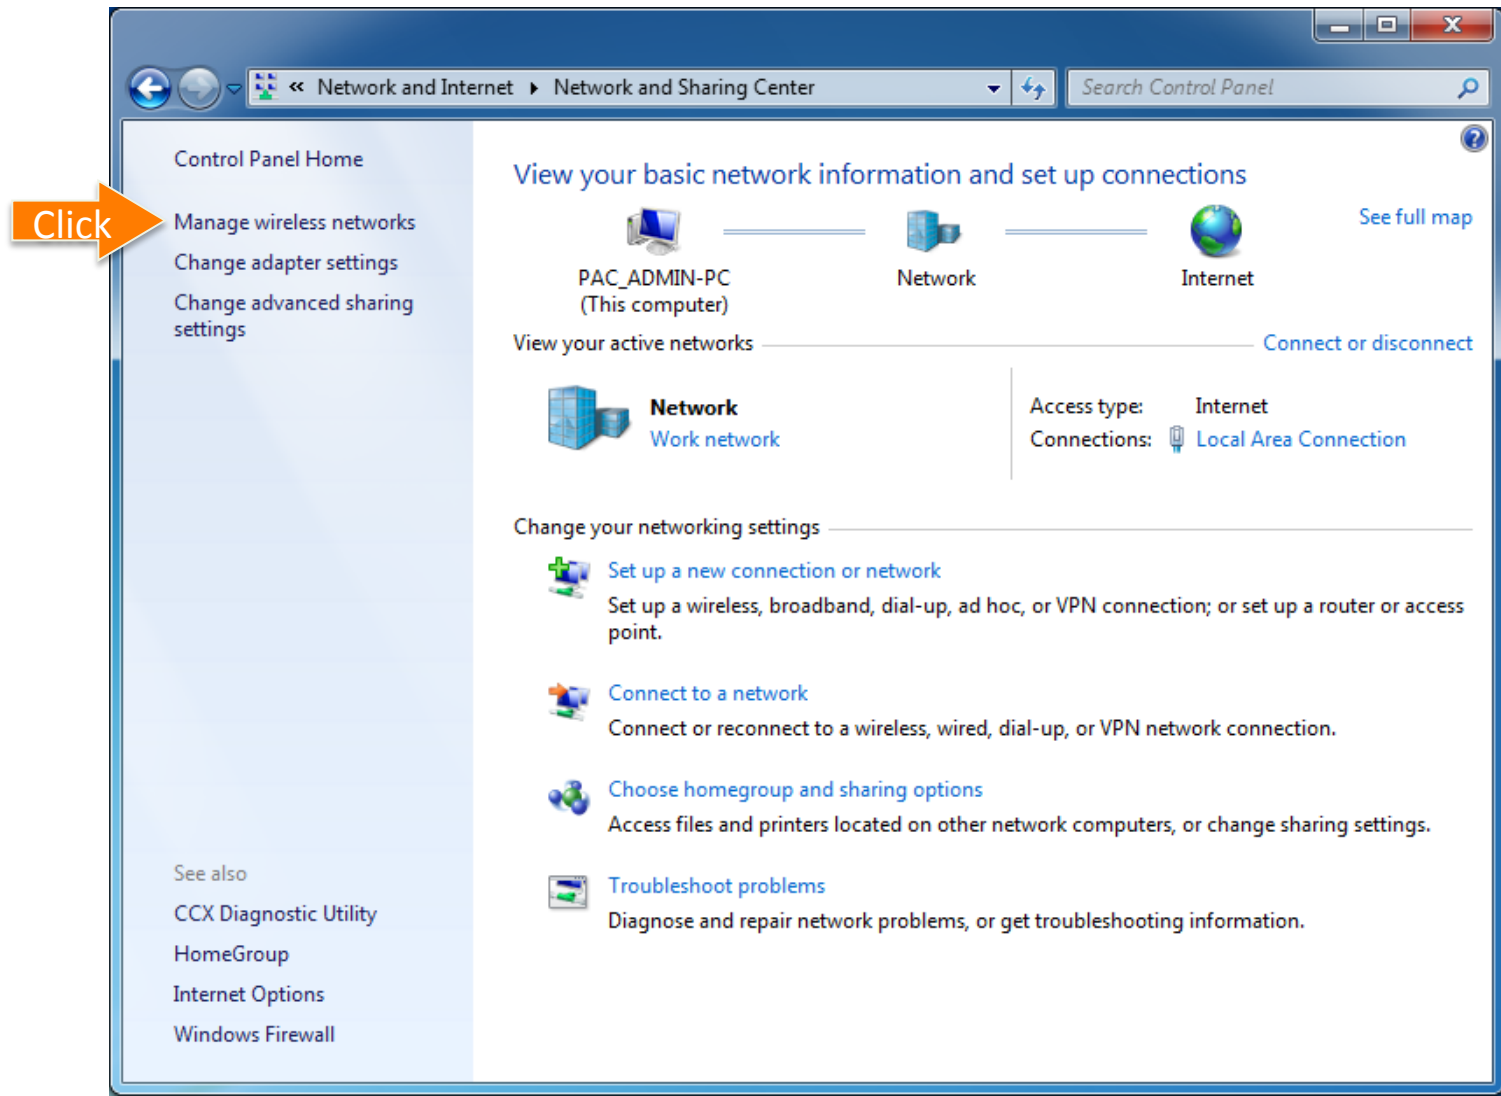 « Network and Internet ▸ Network and Sharing Center
Search Control Panel
Control Panel Home
Click
Manage wireless networks
Change adapter settings
Change advanced sharing
settings
View your basic network information and set up connections
See full map
PAC_ADMIN-PC
(This computer)
Network
Internet
View your active networks
Connect or disconnect
Network
Work network
Access type: Internet
Connections: Local Area Connection
Change your networking settings
Set up a new connection or network
Set up a wireless, broadband, dial-up, ad hoc, or VPN connection; or set up a router or access
point.
Connect to a network
Connect or reconnect to a wireless, wired, dial-up, or VPN network connection.
Choose homegroup and sharing options
Access files and printers located on other network computers, or change sharing settings.
Troubleshoot problems
Diagnose and repair network problems, or get troubleshooting information.
See also
CCX Diagnostic Utility
HomeGroup
Internet Options
Windows Firewall